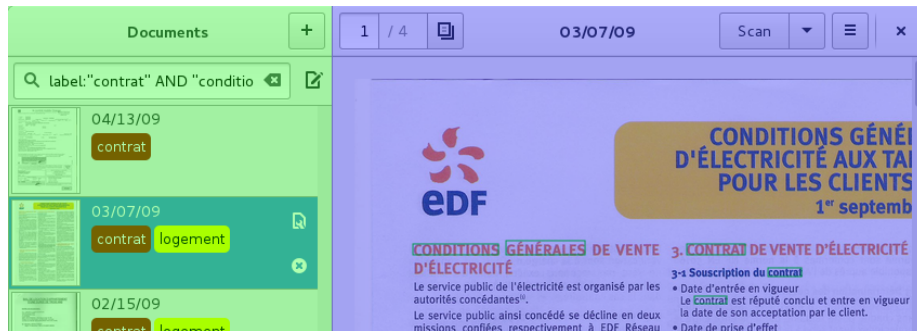 Documents
+
1 / 4
03/07/09
Scan
label:"contrat" AND "conditio
04/13/09
contrat
03/07/09
contrat logement
02/15/09
contrat logement
edF
CONDITIONS GÉNÉ
D'ÉLECTRICITÉ AUX TA
POUR LES CLIENTS
1er septemb
CONDITIONS GÉNÉRALES DE VENTE
D'ÉLECTRICITÉ
Le service public de l'électricité est organisé par les
autorités concédantes
Le service public ainsi concédé se décline en deux
missions confiées respectivement à EDF Réseau
3. CONTRAT DE VENTE D'ÉLECTRICITÉ
3-1 Souscription du contrat
• Date d'entrée en vigueur
Le contrat est réputé conclu et entre en vigueur
la date de son acceptation par le client.
• Date de prise d'effet